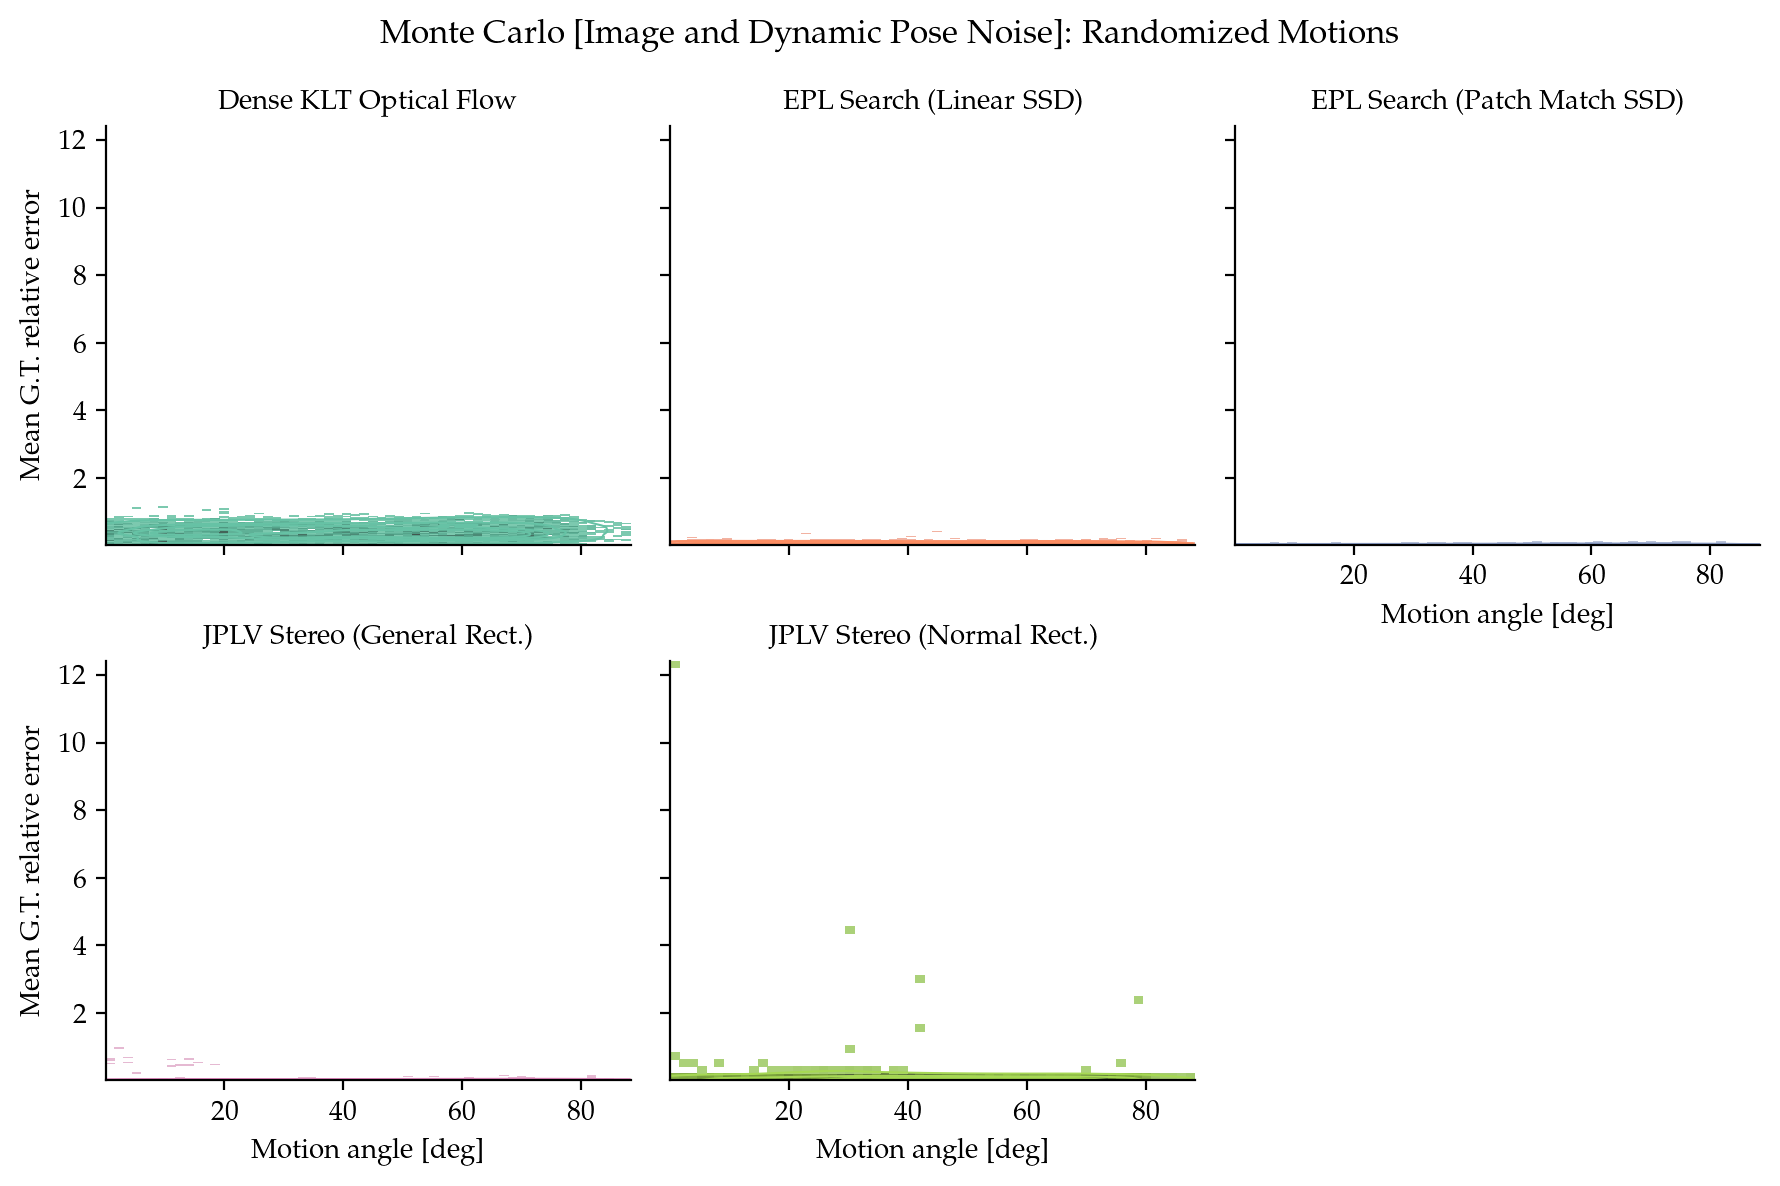 Monte Carlo [Image and Dynamic Pose Noise]: Randomized Motions
Dense KLT Optical Flow
EPL Search (Linear SSD)
EPL Search (Patch Match SSD)
Mean G.T. relative error
12
10
8
6
4
2
20 40 60 80
Motion angle [deg]
JPLV Stereo (General Rect.)
JPLV Stereo (Normal Rect.)
Mean G.T. relative error
12
10
8
6
4
2
20 40 60 80
20 40 60 80
Motion angle [deg]
Motion angle [deg]